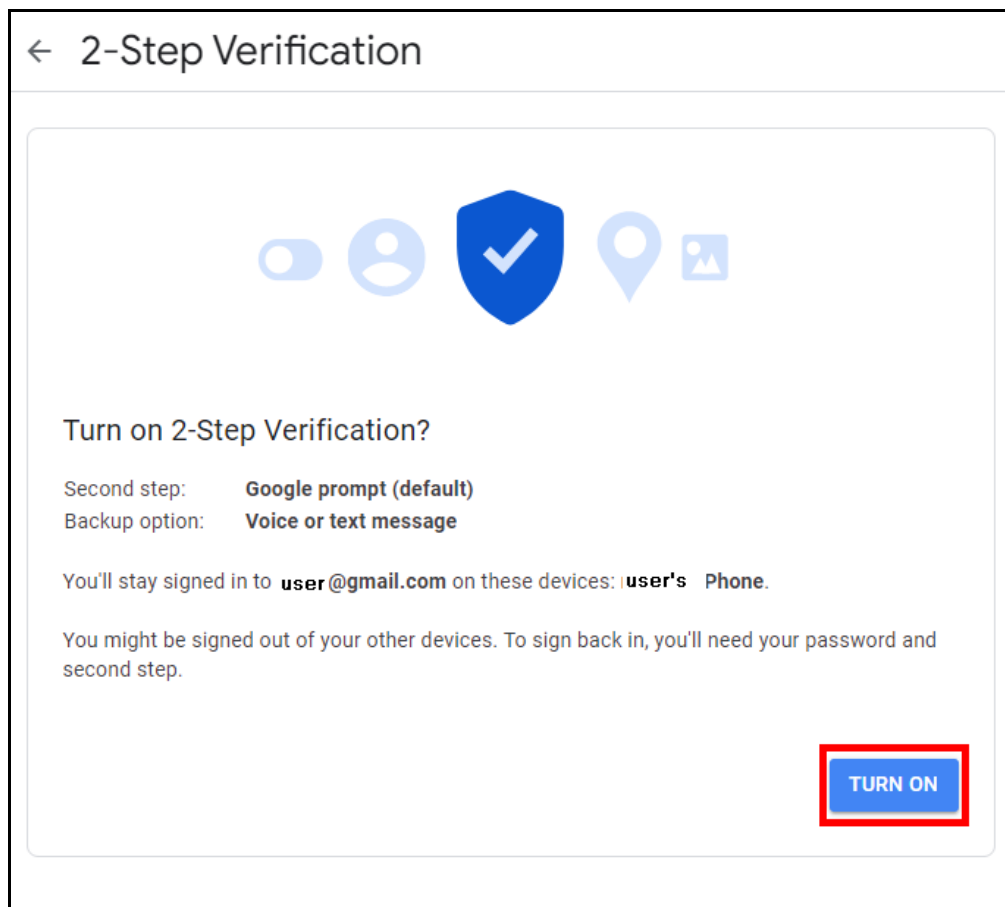 2-Step Verification
Turn on 2-Step Verification?
Second step: Google prompt (default)
Backup option: Voice or text message
You'll stay signed in to user@gmail.com on these devices: user's Phone.
You might be signed out of your other devices. To sign back in, you'll need your password and
second step.
TURN ON